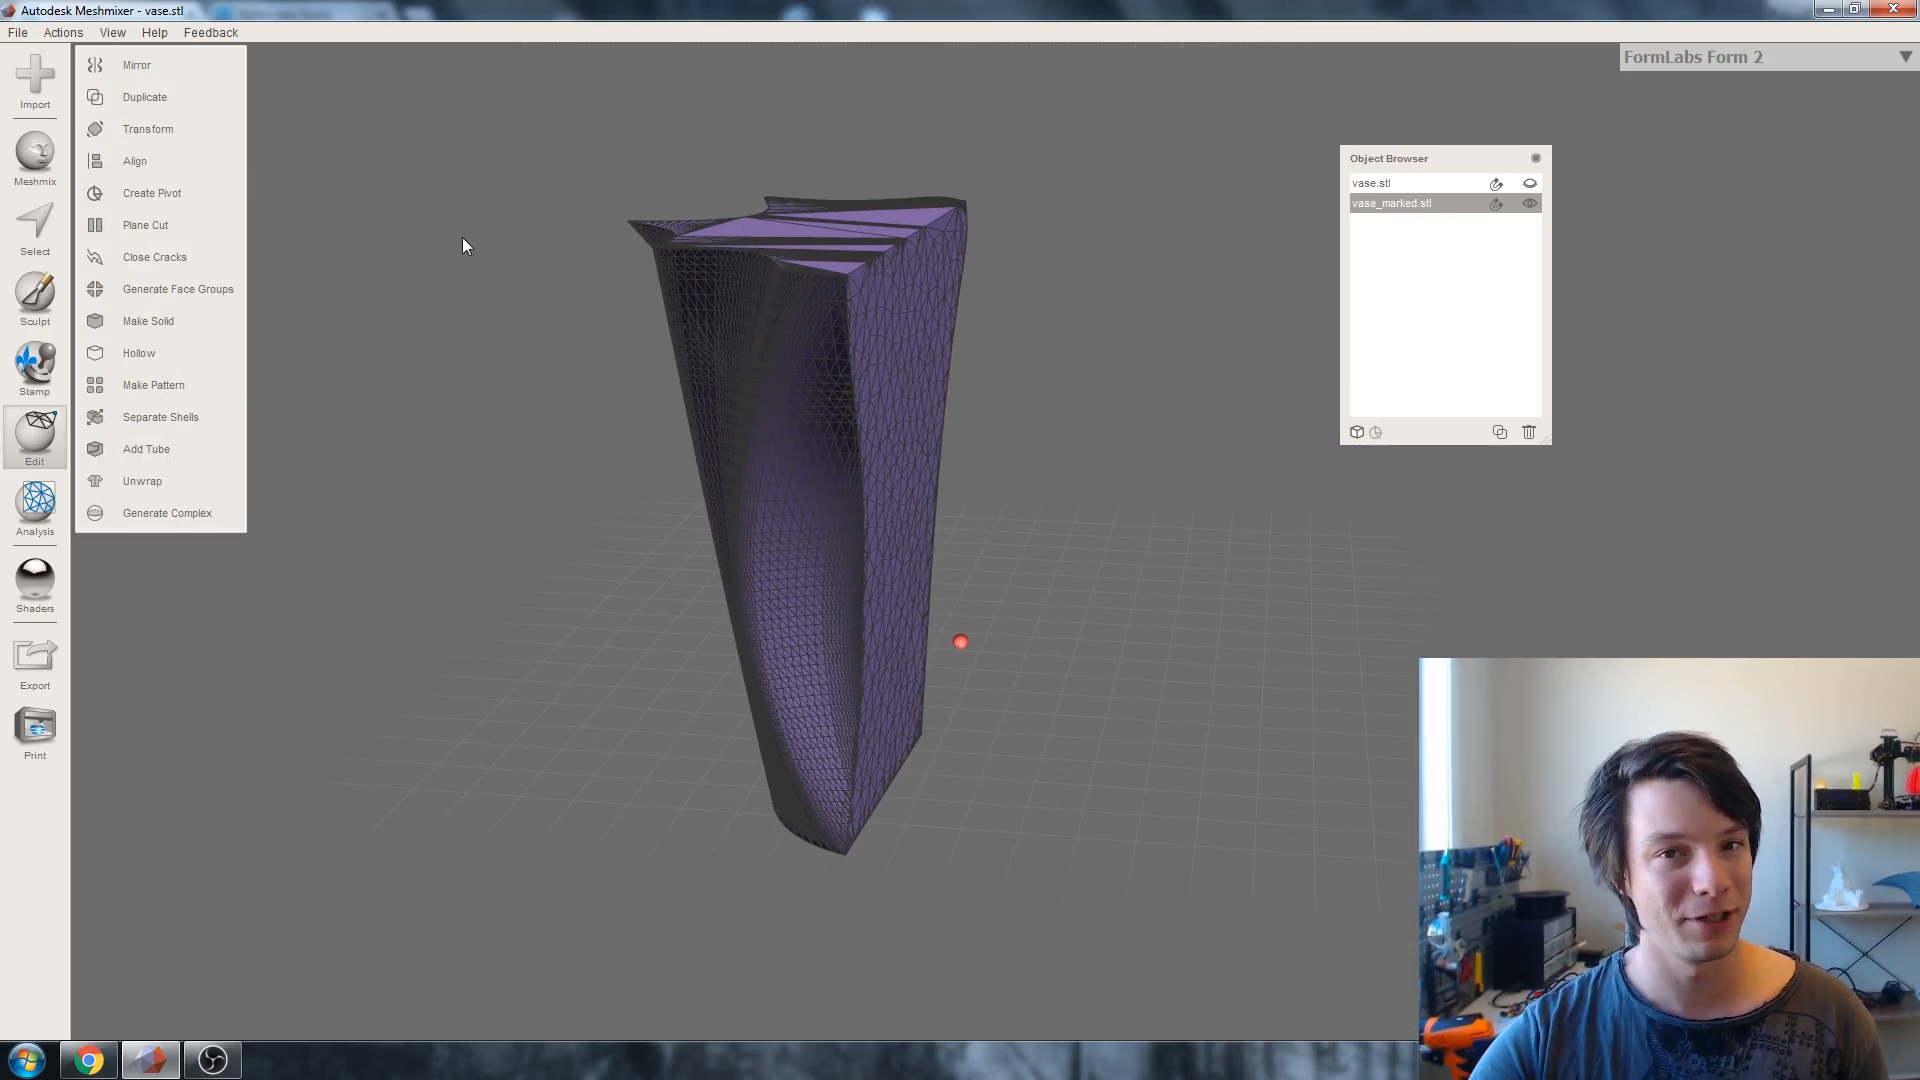 Autodesk Meshmixer - vase.stl
File Actions View Help Feedback
Import
Meshmix
Select
Sculpt
Stamp
Edit
Analysis
Shaders
Export
Print
Mirror
Duplicate
Transform
Align
Create Pivot
Plane Cut
Close Cracks
Generate Face Groups
Make Solid
Hollow
Make Pattern
Separate Shells
Add Tube
Unwrap
Generate Complex
FormLabs Form 2
Object Browser
vase.stl
vase_marked.stl